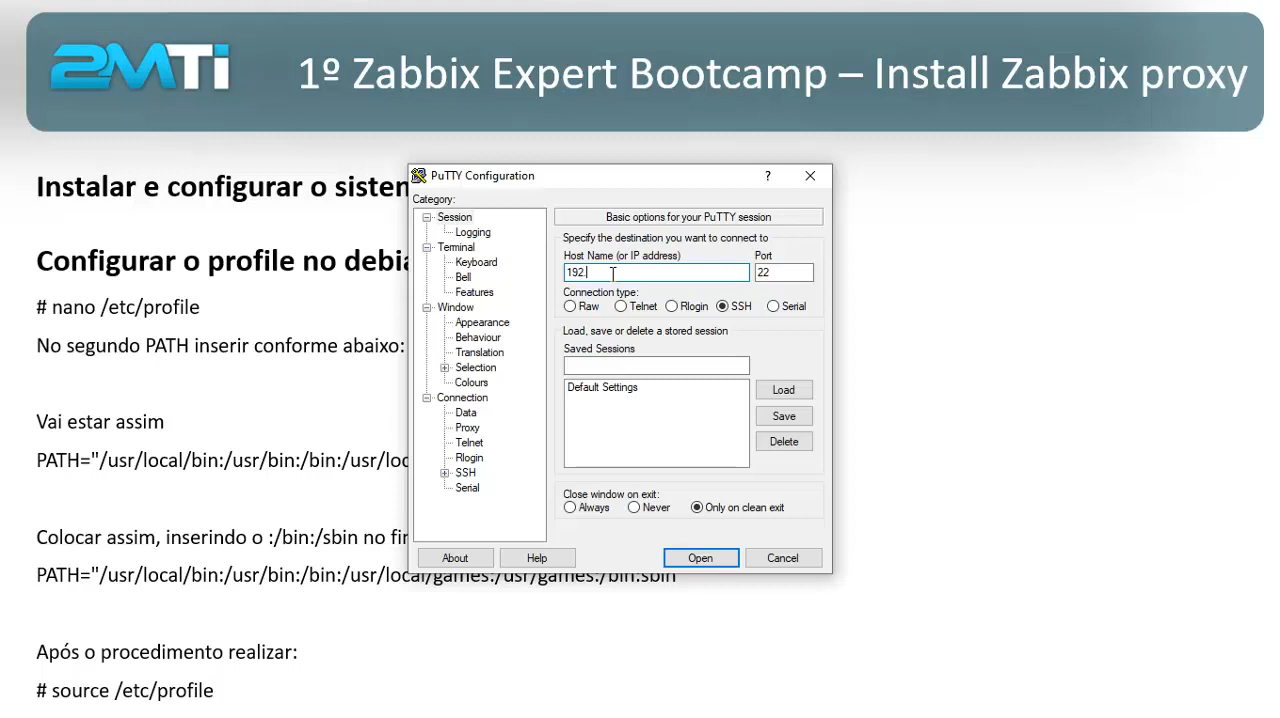 2MTi
1º Zabbix Expert Bootcamp – Install Zabbix proxy
Instalar e configurar o sistem
Configurar o profile no debia
# nano /etc/profile
No segundo PATH inserir conforme abaixo:
Vai estar assim
PATH="/usr/local/bin:/usr/bin:/bin:/usr/loc
Colocar assim, inserindo o :/bin:/sbin no fir
PATH="/usr/local/bin:/usr/bin:/bin:/usr/local/games:/usr/games:/bin:sbin"
Após o procedimento realizar:
# source /etc/profile
PuTTY Configuration
?
Category:
Session
Logging
Terminal
Keyboard
Bell
Features
Window
Appearance
Behaviour
Translation
Selection
Colours
Connection
Data
Proxy
Telnet
Rlogin
SSH
Serial
Basic options for your PuTTY session
Specify the destination you want to connect to
Host Name (or IP address) Port
192. 22
Connection type:
Raw Telnet Rlogin SSH Serial
Load, save or delete a stored session
Saved Sessions
Default Settings
Load
Save
Delete
Close window on exit:
Always Never Only on clean exit
About Help Open Cancel